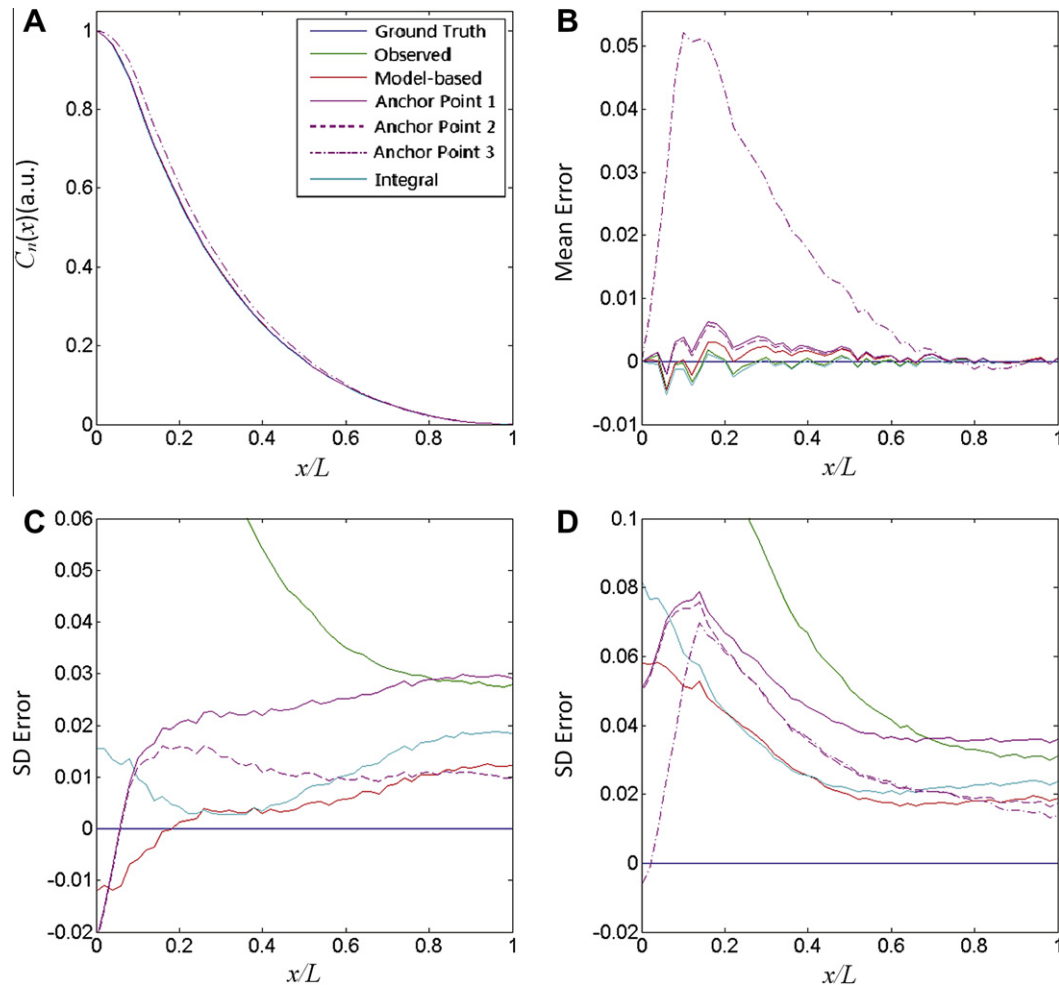 A
C_n(x)(a.u.)
1
0.8
0.6
0.4
0.2
0
0
0.2
0.4
0.6
0.8
1
x/L
Ground Truth
Observed
Model-based
Anchor Point 1
Anchor Point 2
Anchor Point 3
Integral
B
Mean Error
0.05
0.04
0.03
0.02
0.01
0
-0.01
0
0.2
0.4
0.6
0.8
1
x/L
C
SD Error
0.06
0.05
0.04
0.03
0.02
0.01
0
-0.01
-0.02
0
0.2
0.4
0.6
0.8
1
x/L
D
SD Error
0.1
0.08
0.06
0.04
0.02
0
-0.02
0
0.2
0.4
0.6
0.8
1
x/L